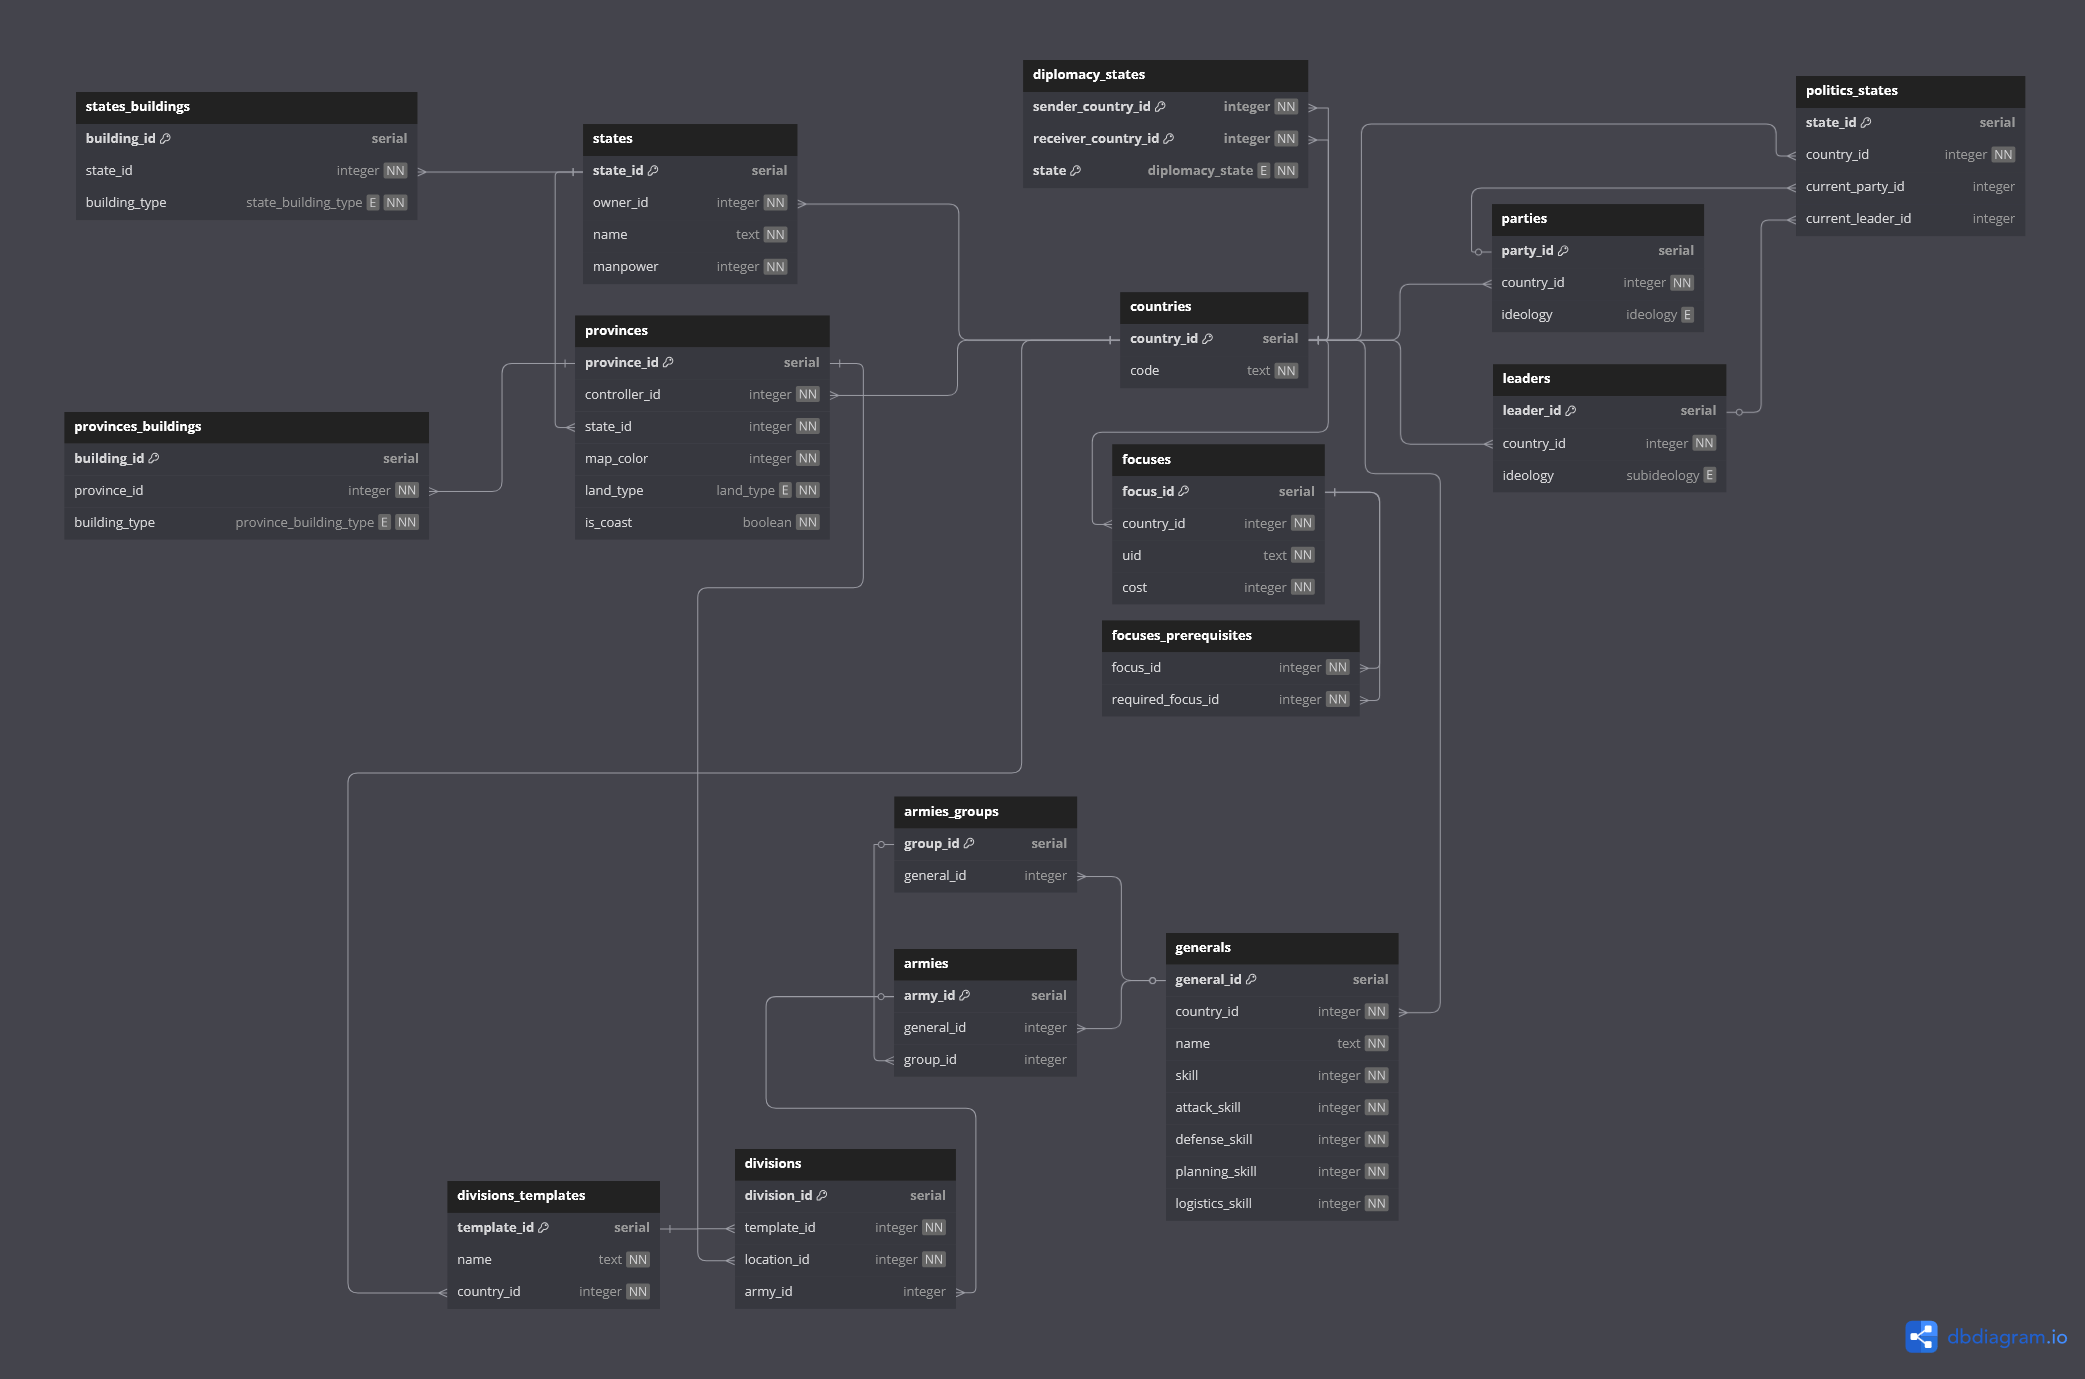 states_buildings
building_id serial
state_id integer NN
building_type state_building_type E NN
states
state_id serial
owner_id integer NN
name text NN
manpower integer NN
diplomacy_states
sender_country_id integer NN
receiver_country_id integer NN
state diplomacy_state E NN
politics_states
state_id serial
country_id integer NN
current_party_id integer
current_leader_id integer
parties
party_id serial
country_id integer NN
ideology ideology E
countries
country_id serial
code text NN
provinces
province_id serial
controller_id integer NN
state_id integer NN
map_color integer NN
land_type land_type E NN
is_coast boolean NN
leaders
leader_id serial
country_id integer NN
ideology subideology E
provinces_buildings
building_id serial
province_id integer NN
building_type province_building_type E NN
focuses
focus_id serial
country_id integer NN
uid text NN
cost integer NN
focuses_prerequisites
focus_id integer NN
required_focus_id integer NN
armies_groups
group_id serial
general_id integer
armies
army_id serial
general_id integer
group_id integer
generals
general_id serial
country_id integer NN
name text NN
skill integer NN
attack_skill integer NN
defense_skill integer NN
planning_skill integer NN
logistics_skill integer NN
divisions
division_id serial
template_id integer NN
location_id integer NN
army_id integer
divisions_templates
template_id serial
name text NN
country_id integer NN
dbdiagram.io